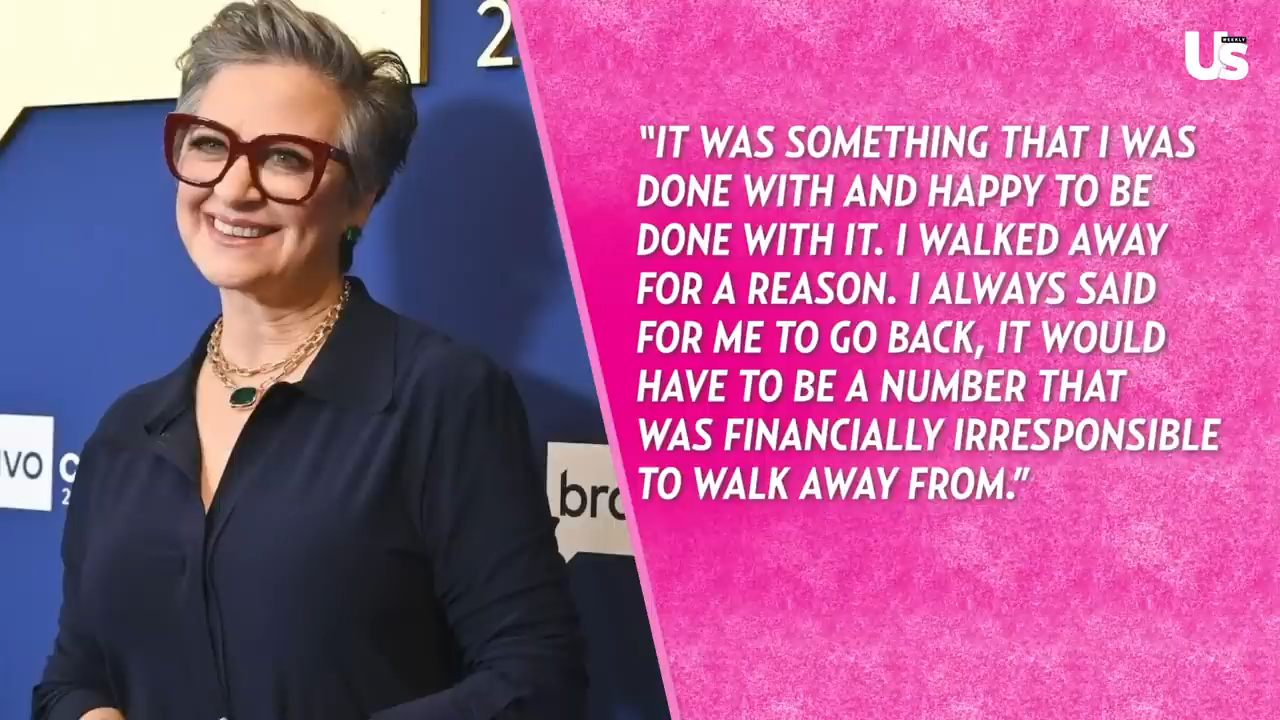 2
Us
WEEKLY
"IT WAS SOMETHING THAT I WAS
DONE WITH AND HAPPY TO BE
DONE WITH IT. I WALKED AWAY
FOR A REASON. I ALWAYS SAID
FOR ME TO GO BACK, IT WOULD
HAVE TO BE A NUMBER THAT
WAS FINANCIALLY IRRESPONSIBLE
TO WALK AWAY FROM."